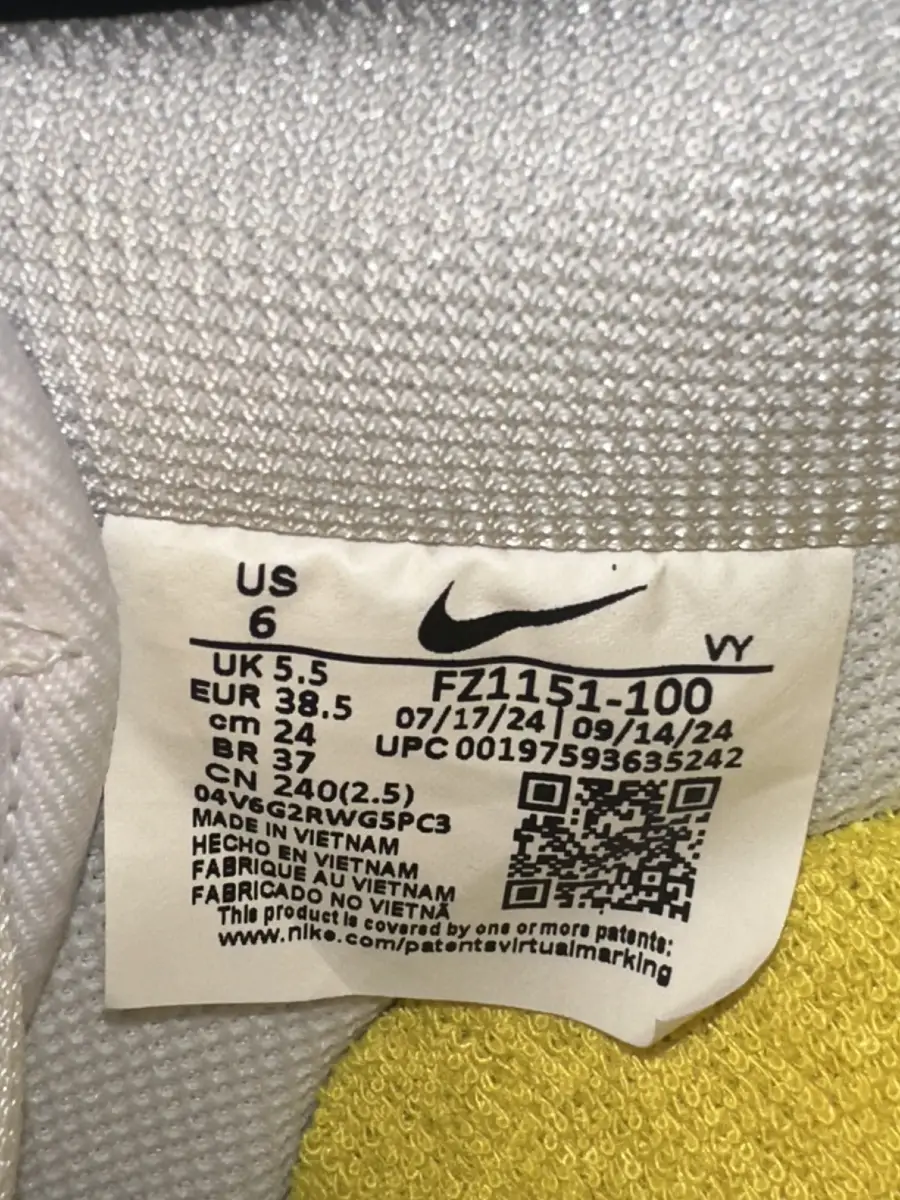 US
6
VY
UK 5.5
EUR 38.5
cm 24
BR 37
CN 240(2.5)
FZ1151-100
07/17/24 | 09/14/24
UPC 00197593635242
04V6G2RWG5PC3
MADE IN VIETNAM
HECHO EN VIETNAM
FABRIQUE AU VIETNAM
FABRICADO NO VIETNÃ
This product is covered by one or more patents:
www.nike.com/patentsvirtualmarking